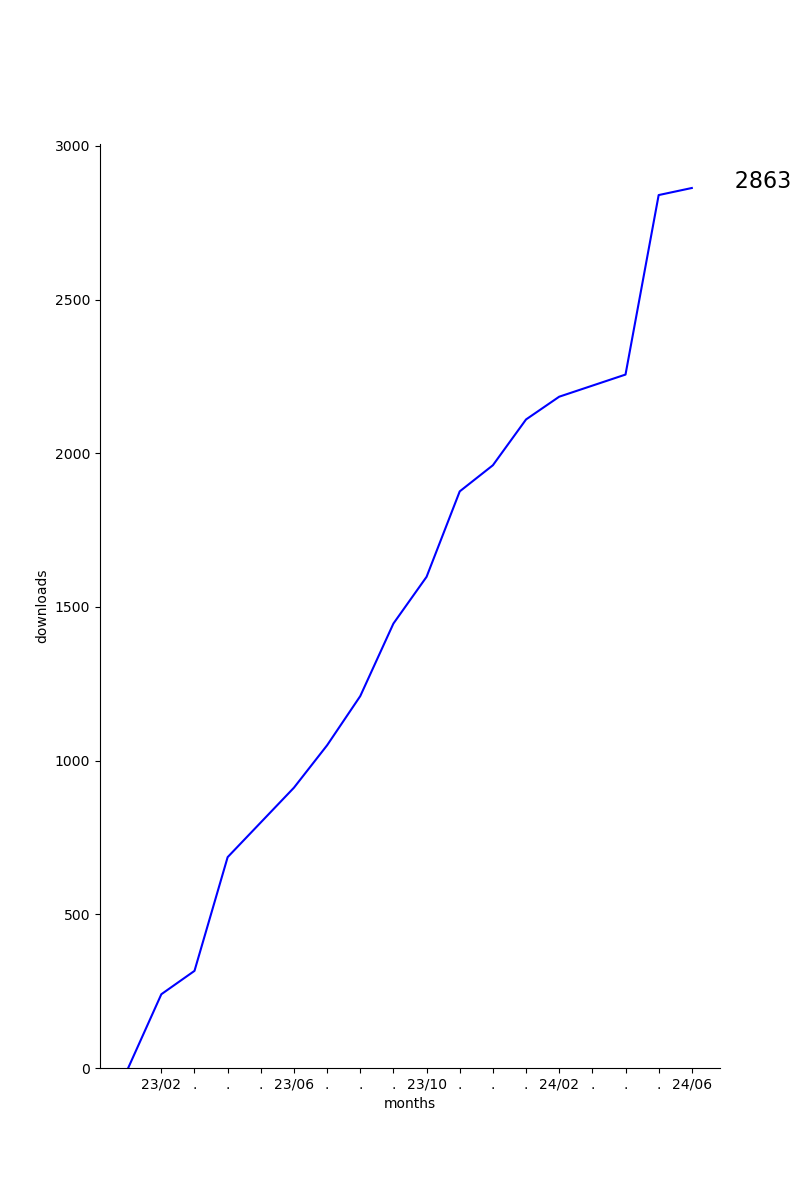 3000
2863
2500
2000
1500
downloads
1000
500
0
23/02 . . . 23/06 . . . 23/10 . . . 24/02 . . . 24/06
months